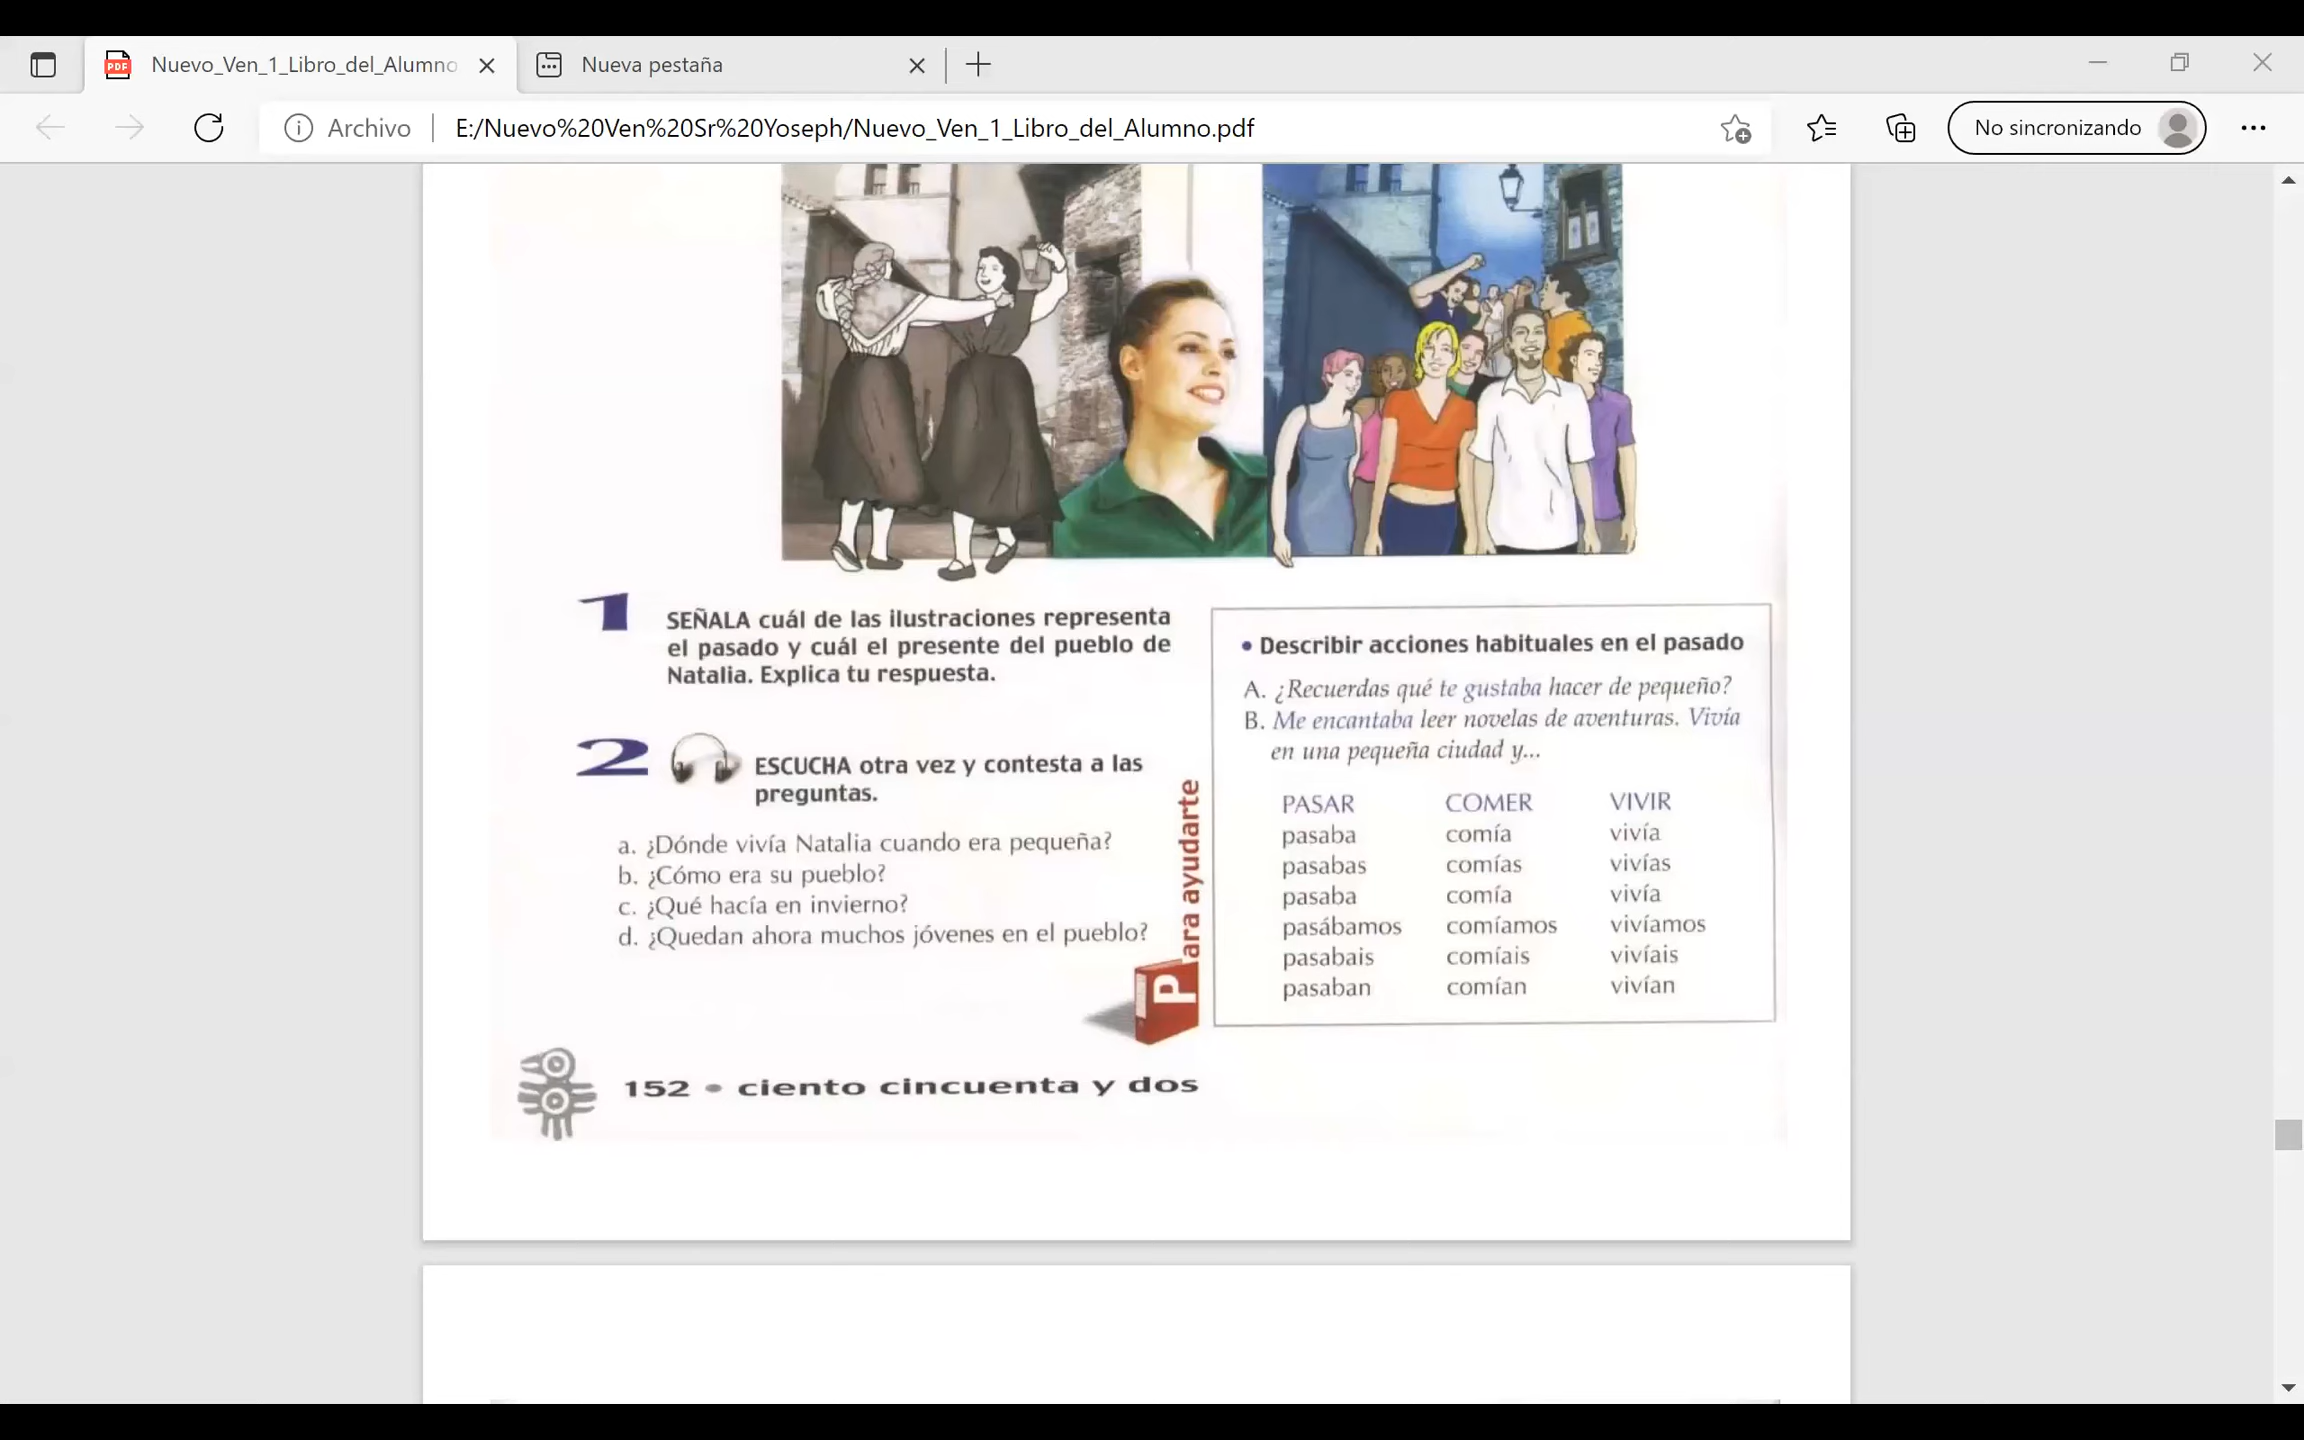 Nuevo_Ven_1_Libro_del_Alumno
Nueva pestaña
Archivo
E:/Nuevo%20Ven%20Sr%20Yoseph/Nuevo_Ven_1_Libro_del_Alumno.pdf
No sincronizando
PDF
1
SEÑALA cuál de las ilustraciones representa
el pasado y cuál el presente del pueblo de
Natalia. Explica tu respuesta.
2
ESCUCHA otra vez y contesta a las
preguntas.
a. ¿Dónde vivía Natalia cuando era pequeña?
b. ¿Cómo era su pueblo?
c. ¿Qué hacía en invierno?
d. ¿Quedan ahora muchos jóvenes en el pueblo?
Para ayudarte
• Describir acciones habituales en el pasado
A. ¿Recuerdas qué te gustaba hacer de pequeño?
B. Me encantaba leer novelas de aventuras. Vivía
en una pequeña ciudad y...
PASAR COMER VIVIR
pasaba comía vivía
pasabas comías vivías
pasaba comía vivía
pasábamos comíamos vivíamos
pasabais comíais vivíais
pasaban comían vivían
152 • ciento cincuenta y dos